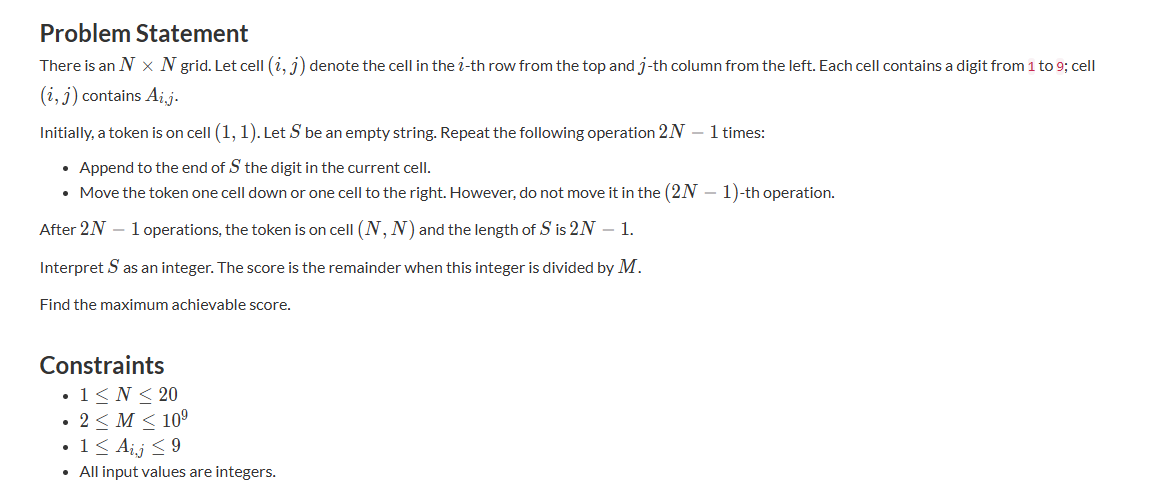 Problem Statement
There is an N × N grid. Let cell (i, j) denote the cell in the i-th row from the top and j-th column from the left. Each cell contains a digit from 1 to 9; cell
(i, j) contains A_{i,j}.
Initially, a token is on cell (1, 1). Let S be an empty string. Repeat the following operation 2N − 1 times:
• Append to the end of S the digit in the current cell.
• Move the token one cell down or one cell to the right. However, do not move it in the (2N − 1)-th operation.
After 2N − 1 operations, the token is on cell (N, N) and the length of S is 2N − 1.
Interpret S as an integer. The score is the remainder when this integer is divided by M.
Find the maximum achievable score.
Constraints
• 1 ≤ N ≤ 20
• 2 ≤ M ≤ 10^9
• 1 ≤ A_{i,j} ≤ 9
• All input values are integers.